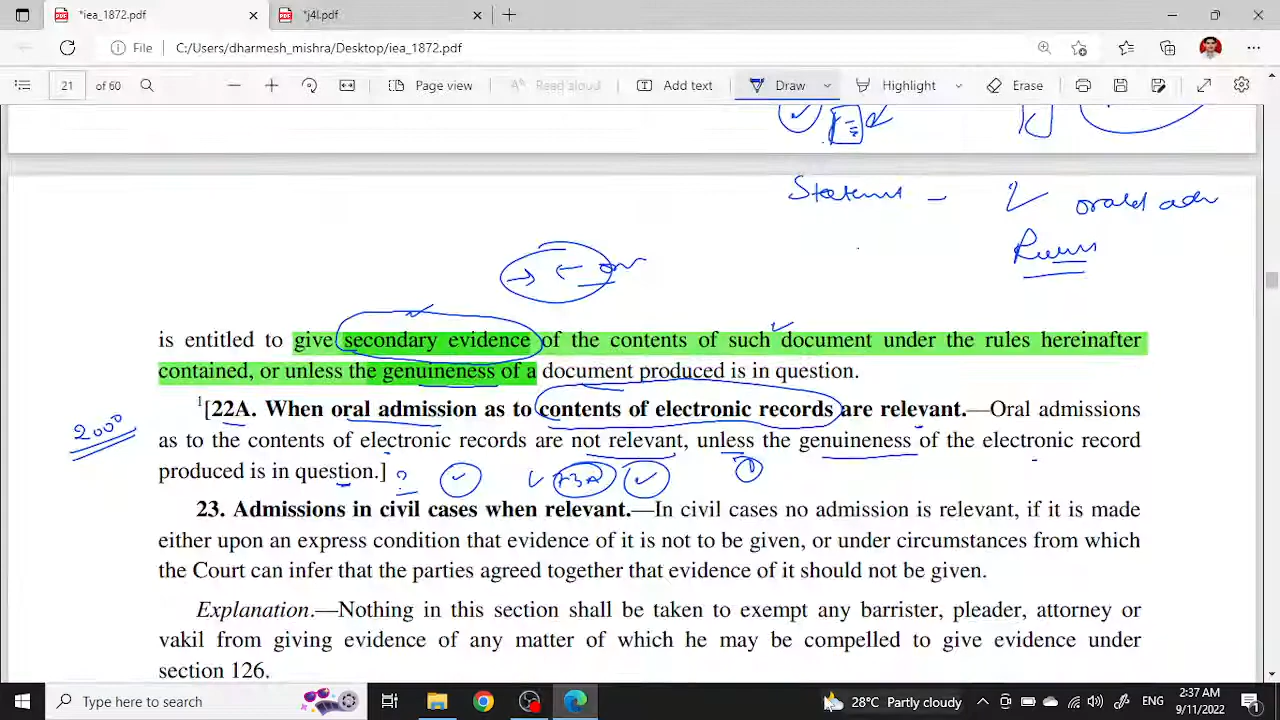 *iea_1872.pdf
j4l.pdf
File C:/Users/dharmesh_mishra/Desktop/iea_1872.pdf
21 of 60 Page view Read aloud Add text Draw Highlight Erase
oral adm
is entitled to give secondary evidence of the contents of such document under the rules hereinafter
contained, or unless the genuineness of a document produced is in question.
1[22A. When oral admission as to contents of electronic records are relevant.—Oral admissions
2000
as to the contents of electronic records are not relevant, unless the genuineness of the electronic record
produced is in question.] ?
23. Admissions in civil cases when relevant.—In civil cases no admission is relevant, if it is made
either upon an express condition that evidence of it is not to be given, or under circumstances from which
the Court can infer that the parties agreed together that evidence of it should not be given.
Explanation.—Nothing in this section shall be taken to exempt any barrister, pleader, attorney or
vakil from giving evidence of any matter of which he may be compelled to give evidence under
section 126.
Type here to search
28°C Partly cloudy ENG 2:37 AM
9/11/2022